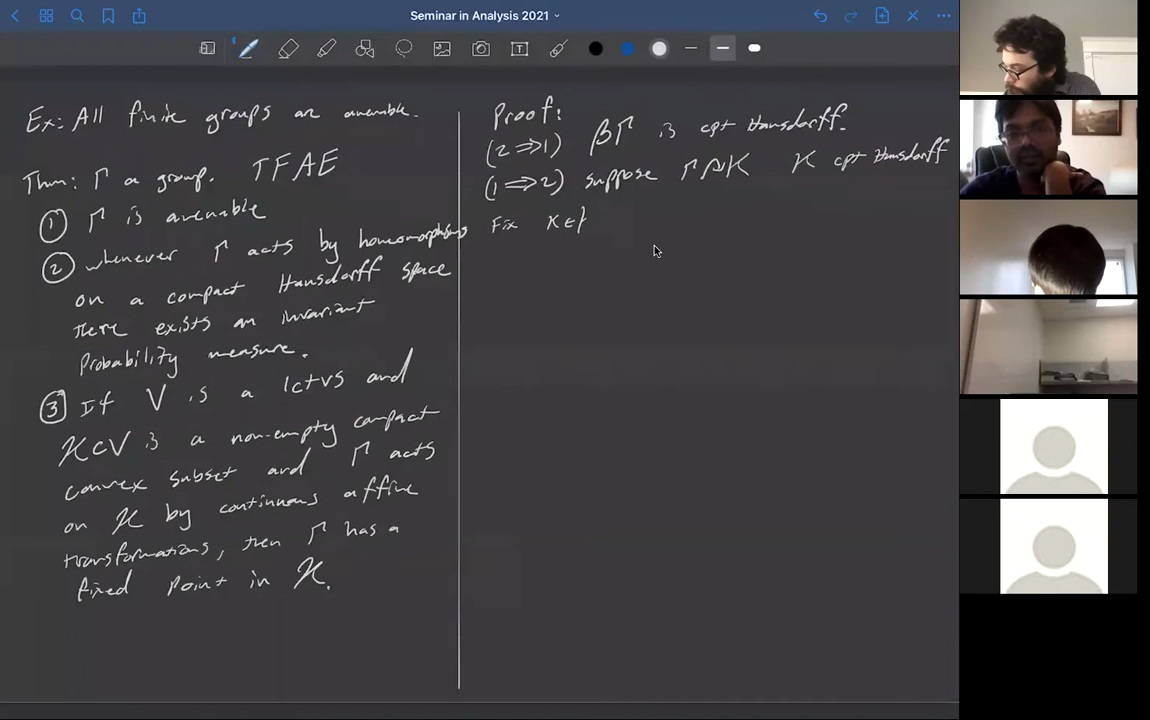 Seminar in Analysis 2021
Ex: All finite groups are amenable.
Thm: Γ a group. TFAE
① Γ is amenable
② whenever Γ acts by homeomorphisms
on a compact Hausdorff space
there exists an invariant
Probability measure.
③ If V is a lctvs and
K⊂V is a non-empty compact
convex subset and Γ acts
on K by continuous affine
transformations, then Γ has a
fixed point in K.
Proof:
(2 ⇒ 1) βΓ is cpt Hausdorff.
(1 ⇒ 2) suppose Γ↷K K cpt Hausdorff
Fix x ∈